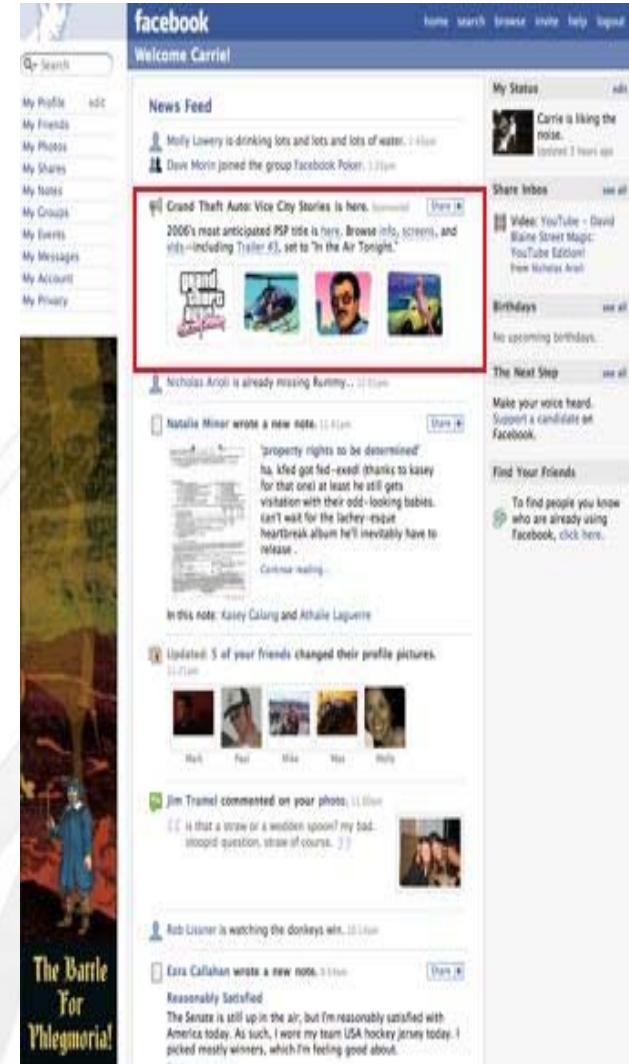 facebook
home search browse invite help logout
Welcome Carrie!
Search
My Profile edit
My Friends
My Photos
My Shares
My Notes
My Groups
My Events
My Messages
My Account
My Privacy
The Battle
For
Phlegmoria!
News Feed
Molly Lowery is drinking lots and lots and lots of water.
Dave Morin joined the group Facebook Poker.
Grand Theft Auto: Vice City Stories is here. Sponsored Share
2006's most anticipated PSP title is here. Browse info, screens, and
vids—including Trailer #3, set to "In the Air Tonight."
Nicholas Arioli is already missing Rummy...
Natalie Minor wrote a new note. Share
'property rights to be determined'
ha. kfed got fed-exed! (thanks to kasey
for that one) at least he still gets
visitation with their odd-looking babies.
can't wait for the lachey-esque
heartbreak album he'll inevitably have to
release .
Continue reading...
In this note: Kasey Galang and Athalie Laguerre
Updated: 5 of your friends changed their profile pictures.
Mark Paul Mike Max Molly
Jim Tramel commented on your photo.
is that a straw or a wooden spoon? my bad.
stoopid question. straw of course.
Rob Lissner is watching the donkeys win.
Ezra Callahan wrote a new note. Share
Reasonably Satisfied
The Senate is still up in the air, but I'm reasonably satisfied with
America today. As such, I wore my team USA hockey jersey today. I
picked mostly winners, which I'm feeling good about.
My Status edit
Carrie is liking the
noise.
Updated 3 hours ago
Share Inbox see all
Video: YouTube - David
Blaine Street Magic:
YouTube Edition!
From Nicholas Arioli
Birthdays see all
No upcoming birthdays.
The Next Step see all
Make your voice heard.
Support a candidate on
Facebook.
Find Your Friends
To find people you know
who are already using
Facebook, click here.